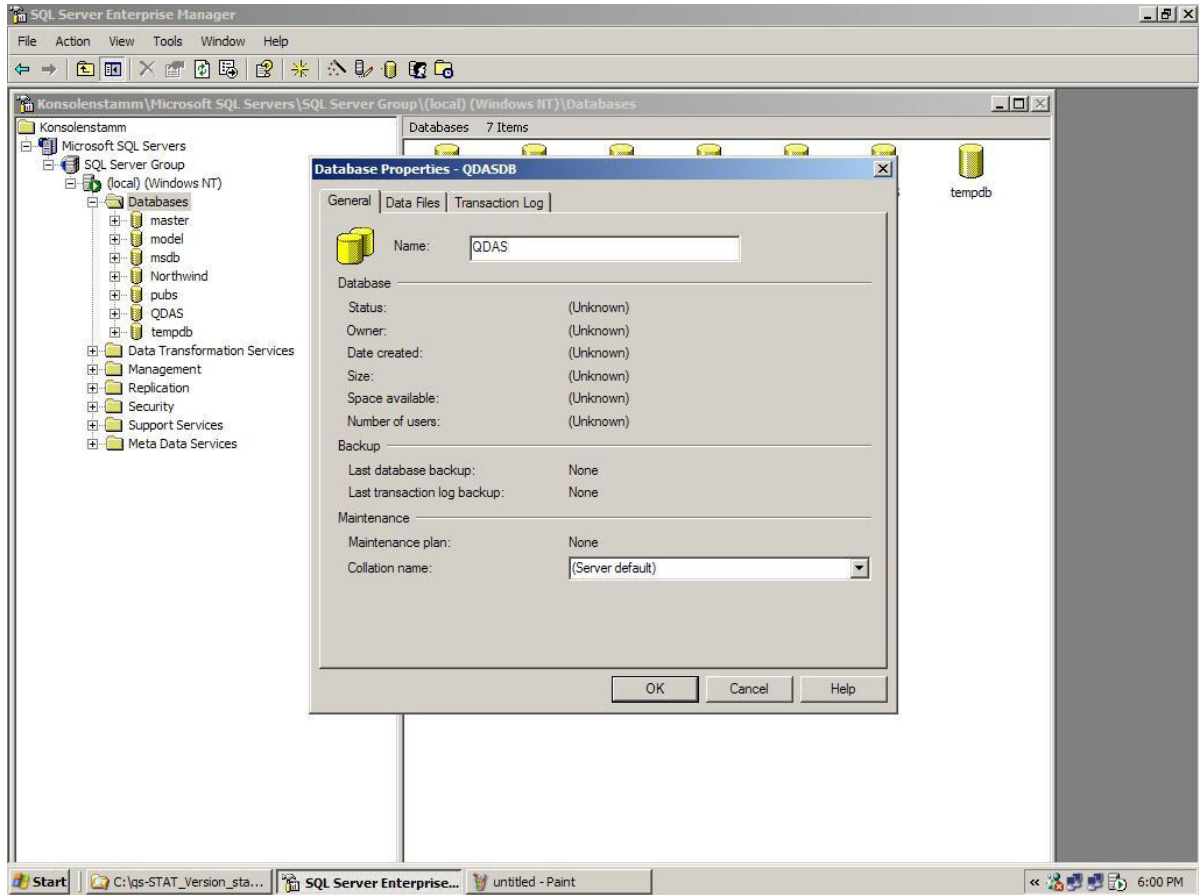 SQL Server Enterprise Manager
File Action View Tools Window Help
Konsolenstamm\Microsoft SQL Servers\SQL Server Group\(local) (Windows NT)\Databases
Konsolenstamm
Microsoft SQL Servers
SQL Server Group
(local) (Windows NT)
Databases
master
model
msdb
Northwind
pubs
QDAS
tempdb
Data Transformation Services
Management
Replication
Security
Support Services
Meta Data Services
Databases 7 Items
tempdb
Database Properties - QDASDB
General Data Files Transaction Log
Name: QDAS
Database
Status: (Unknown)
Owner: (Unknown)
Date created: (Unknown)
Size: (Unknown)
Space available: (Unknown)
Number of users: (Unknown)
Backup
Last database backup: None
Last transaction log backup: None
Maintenance
Maintenance plan: None
Collation name: (Server default)
OK Cancel Help
Start C:\qs-STAT_Version_sta... SQL Server Enterprise... untitled - Paint 6:00 PM